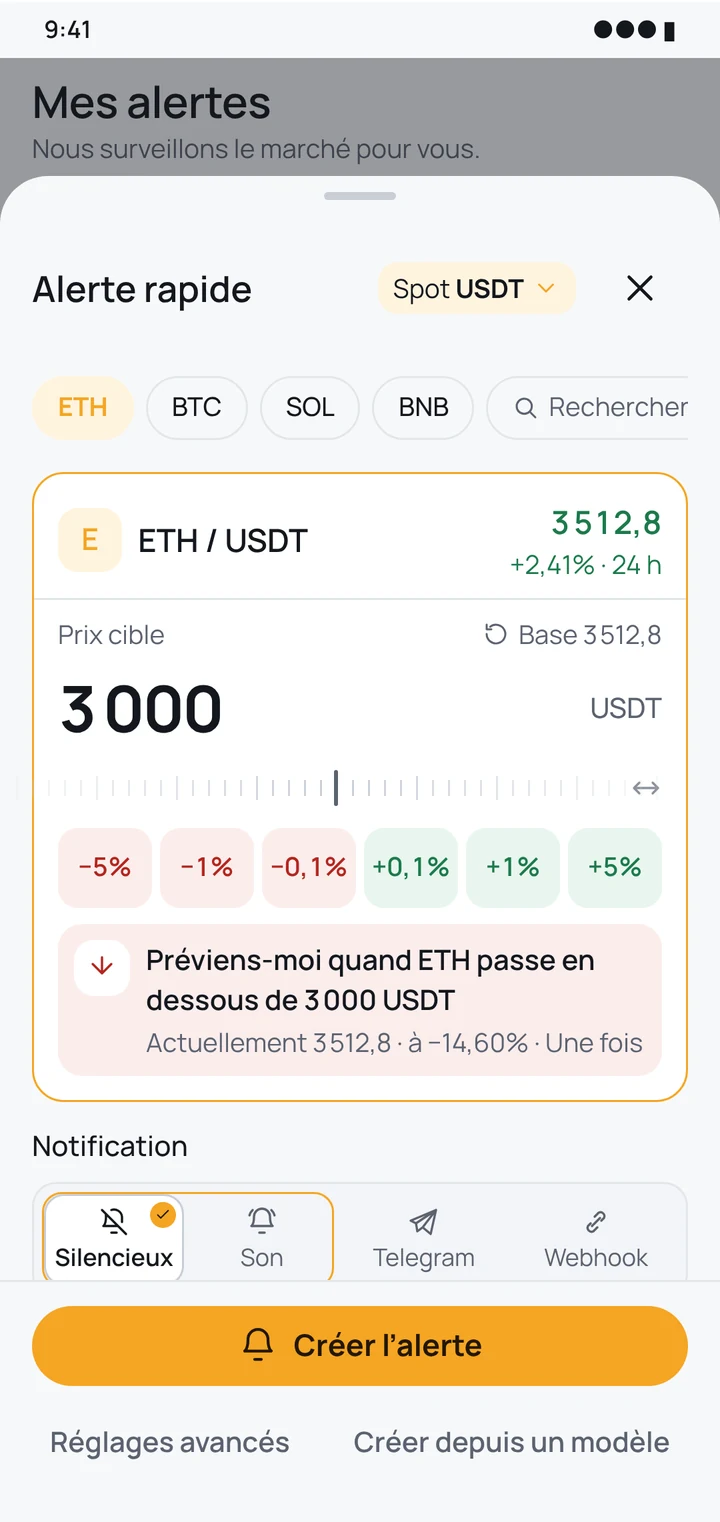 9:41
Mes alertes
Nous surveillons le marché pour vous.
Alerte rapide
Spot USDT
ETH
BTC
SOL
BNB
Rechercher
E
ETH / USDT
3 512,8
+2,41% · 24 h
Prix cible
Base 3 512,8
3 000
USDT
−5%
−1%
−0,1%
+0,1%
+1%
+5%
Préviens-moi quand ETH passe en
dessous de 3 000 USDT
Actuellement 3 512,8 · à −14,60% · Une fois
Notification
Silencieux
Son
Telegram
Webhook
Créer l’alerte
Réglages avancés
Créer depuis un modèle